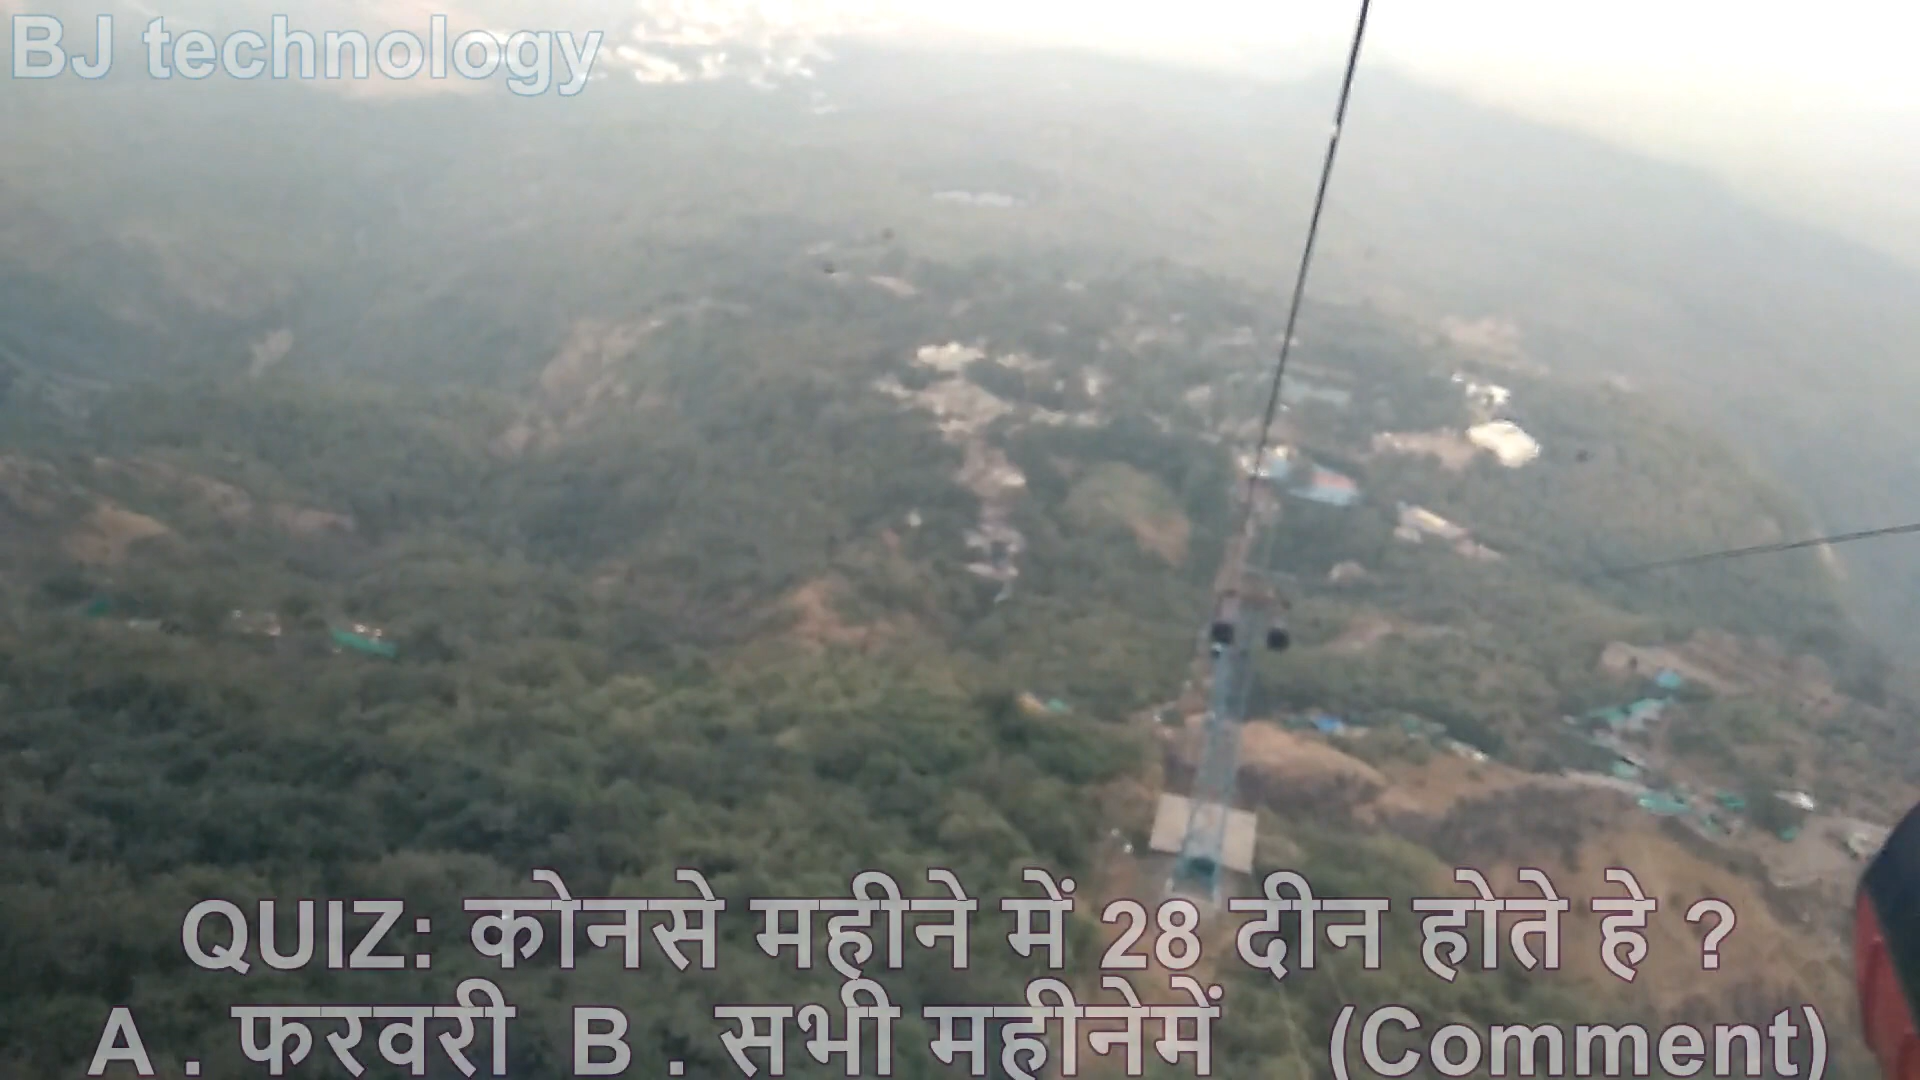 BJ technology
QUIZ: कोनसे महीने में 28 दीन होते हे ?
A . फरवरी B . सभी महीनेमें (Comment)